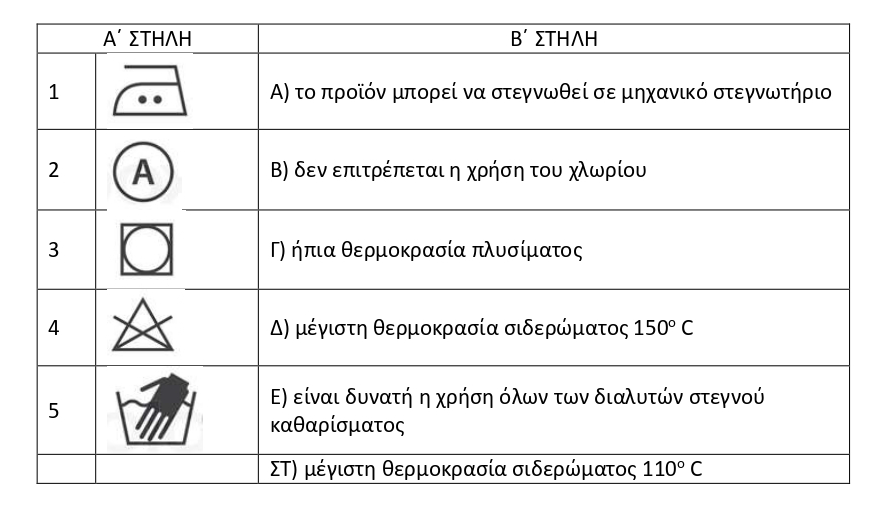 Α΄ ΣΤΗΛΗ Β΄ ΣΤΗΛΗ
1 Α) το προϊόν μπορεί να στεγνωθεί σε μηχανικό στεγνωτήριο
2 A Β) δεν επιτρέπεται η χρήση του χλωρίου
3 Γ) ήπια θερμοκρασία πλυσίματος
4 Δ) μέγιστη θερμοκρασία σιδερώματος 150ο C
5 Ε) είναι δυνατή η χρήση όλων των διαλυτών στεγνού
καθαρίσματος
ΣΤ) μέγιστη θερμοκρασία σιδερώματος 110ο C